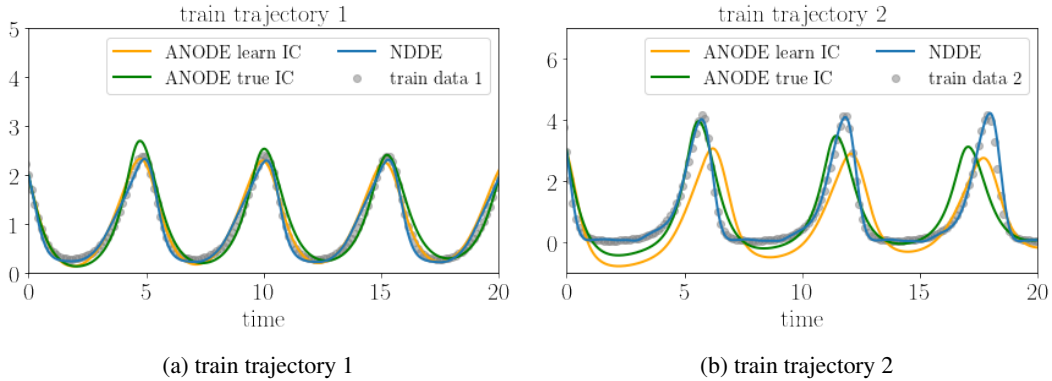 train trajectory 1
5
4
3
2
1
0
0 5 10 15 20
time
ANODE learn IC
ANODE true IC
NDDE
train data 1
(a) train trajectory 1
train trajectory 2
6
4
2
0
0 5 10 15 20
time
ANODE learn IC
ANODE true IC
NDDE
train data 2
(b) train trajectory 2